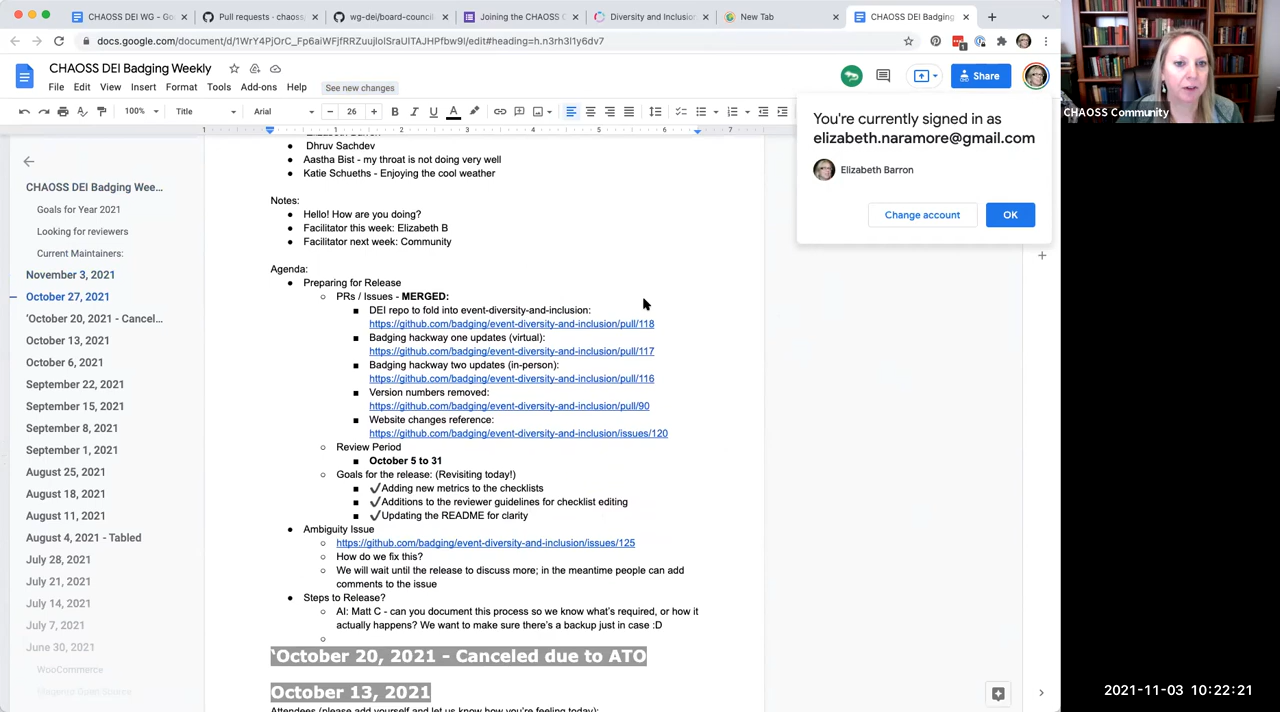 CHAOSS DEI WG - Go
Pull requests · chaoss,
wg-dei/board-council
Joining the CHAOSS C
Diversity and Inclusion
New Tab
CHAOSS DEI Badging
docs.google.com/document/d/1WrY4PjOrC_Fp6aiWFjfRRZuujIolSraUITAJHPfbw9I/edit#heading=h.n3rh3l1y6dv7
CHAOSS DEI Badging Weekly
File Edit View Insert Format Tools Add-ons Help See new changes
Share
100% Title Arial 26
You're currently signed in as
elizabeth.naramore@gmail.com
Elizabeth Barron
Change account OK
CHAOSS Community
CHAOSS DEI Badging Wee...
Goals for Year 2021
Looking for reviewers
Current Maintainers:
November 3, 2021
October 27, 2021
'October 20, 2021 - Cancel...
October 13, 2021
October 6, 2021
September 22, 2021
September 15, 2021
September 8, 2021
September 1, 2021
August 25, 2021
August 18, 2021
August 11, 2021
August 4, 2021 - Tabled
July 28, 2021
July 21, 2021
July 14, 2021
July 7, 2021
June 30, 2021
WooCommerce
Dhruv Sachdev
Aastha Bist - my throat is not doing very well
Katie Schueths - Enjoying the cool weather
Notes:
Hello! How are you doing?
Facilitator this week: Elizabeth B
Facilitator next week: Community
Agenda:
Preparing for Release
PRs / Issues - MERGED:
DEI repo to fold into event-diversity-and-inclusion:
https://github.com/badging/event-diversity-and-inclusion/pull/118
Badging hackway one updates (virtual):
https://github.com/badging/event-diversity-and-inclusion/pull/117
Badging hackway two updates (in-person):
https://github.com/badging/event-diversity-and-inclusion/pull/116
Version numbers removed:
https://github.com/badging/event-diversity-and-inclusion/pull/90
Website changes reference:
https://github.com/badging/event-diversity-and-inclusion/issues/120
Review Period
October 5 to 31
Goals for the release: (Revisiting today!)
✓Adding new metrics to the checklists
✓Additions to the reviewer guidelines for checklist editing
✓Updating the README for clarity
Ambiguity Issue
https://github.com/badging/event-diversity-and-inclusion/issues/125
How do we fix this?
We will wait until the release to discuss more; in the meantime people can add
comments to the issue
Steps to Release?
AI: Matt C - can you document this process so we know what's required, or how it
actually happens? We want to make sure there's a backup just in case :D
'October 20, 2021 - Canceled due to ATO
October 13, 2021
Attendees (please add yourself and let us know how you're feeling today):
2021-11-03 10:22:21